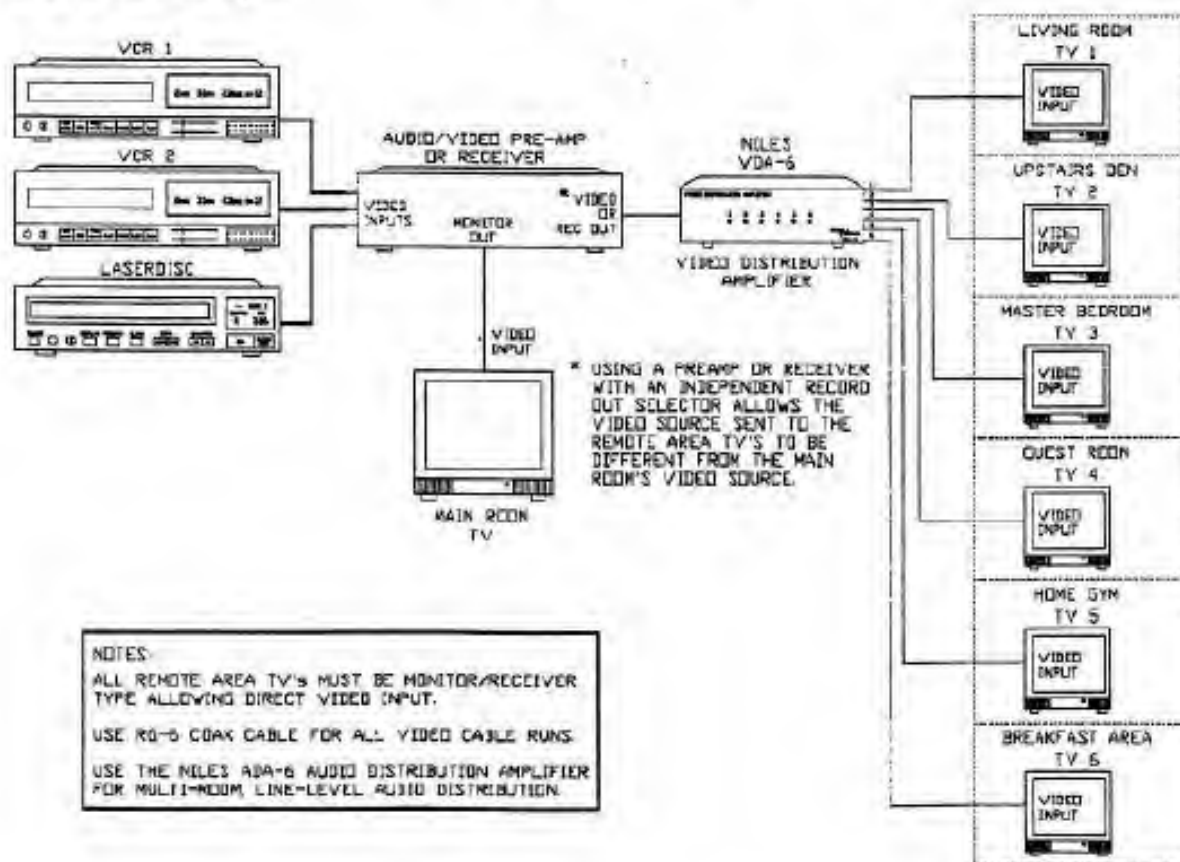 VCR 1
VCR 2
LASERDISC
AUDIO/VIDEO PRE-AMP
OR RECEIVER
VIDEO
INPUTS
MONITOR
OUT
* VIDEO
OR
REC OUT
VIDEO
INPUT
MAIN ROOM
TV
NILES
VDA-6
VIDEO DISTRIBUTION
AMPLIFIER
* USING A PREAMP OR RECEIVER
WITH AN INDEPENDENT RECORD
OUT SELECTOR ALLOWS THE
VIDEO SOURCE SENT TO THE
REMOTE AREA TV'S TO BE
DIFFERENT FROM THE MAIN
ROOM'S VIDEO SOURCE.
LIVING ROOM
TV 1
VIDEO
INPUT
UPSTAIRS DEN
TV 2
VIDEO
INPUT
MASTER BEDROOM
TV 3
VIDEO
INPUT
GUEST ROOM
TV 4
VIDEO
INPUT
HOME GYM
TV 5
VIDEO
INPUT
BREAKFAST AREA
TV 6
VIDEO
INPUT
NOTES:
ALL REMOTE AREA TV's MUST BE MONITOR/RECEIVER
TYPE ALLOWING DIRECT VIDEO INPUT.
USE RG-6 COAX CABLE FOR ALL VIDEO CABLE RUNS.
USE THE NILES ADA-6 AUDIO DISTRIBUTION AMPLIFIER
FOR MULTI-ROOM, LINE-LEVEL AUDIO DISTRIBUTION.